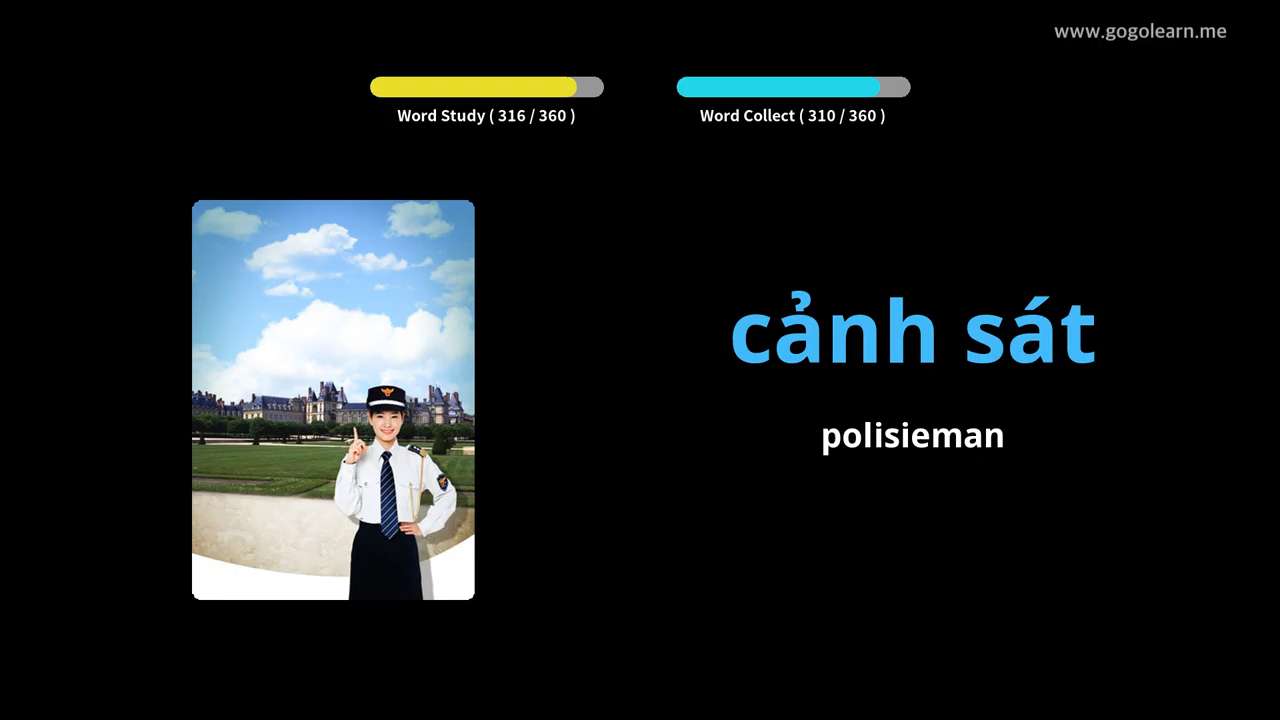 www.gogolearn.me
Word Study ( 316 / 360 )
Word Collect ( 310 / 360 )
cảnh sát
polisieman